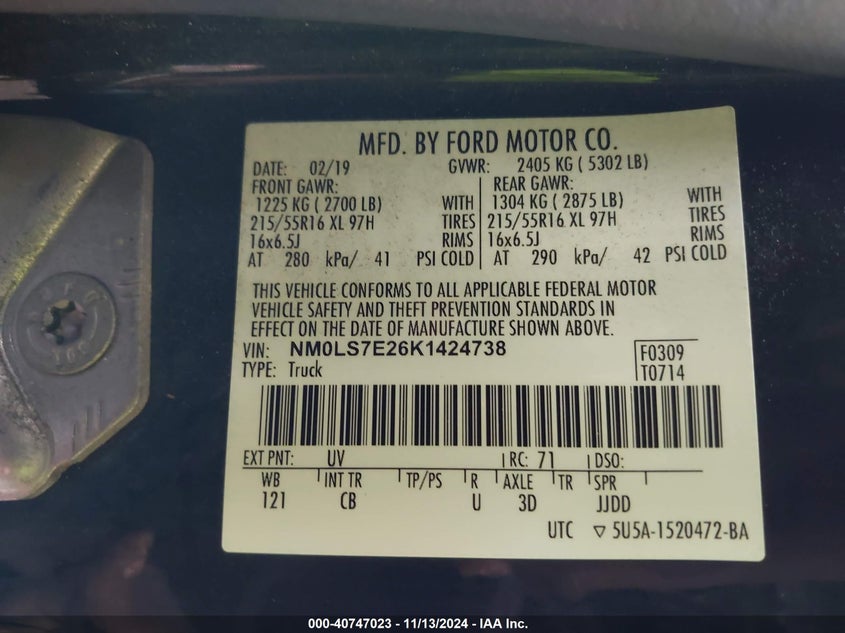 MFD. BY FORD MOTOR CO.
DATE: 02/19 GVWR: 2405 KG ( 5302 LB)
FRONT GAWR: REAR GAWR:
1225 KG ( 2700 LB) WITH 1304 KG ( 2875 LB) WITH
215/55R16 XL 97H TIRES 215/55R16 XL 97H TIRES
16x6.5J RIMS 16x6.5J RIMS
AT 280 kPa/ 41 PSI COLD AT 290 kPa/ 42 PSI COLD
THIS VEHICLE CONFORMS TO ALL APPLICABLE FEDERAL MOTOR
VEHICLE SAFETY AND THEFT PREVENTION STANDARDS IN
EFFECT ON THE DATE OF MANUFACTURE SHOWN ABOVE.
VIN: NM0LS7E26K1424738 F0309
TYPE: Truck T0714
EXT PNT: UV RC: 71 DSO:
WB INT TR TP/PS R AXLE TR SPR
121 CB U 3D JJDD
UTC ▽ 5U5A-1520472-BA
000-40747023 - 11/13/2024 - IAA Inc.